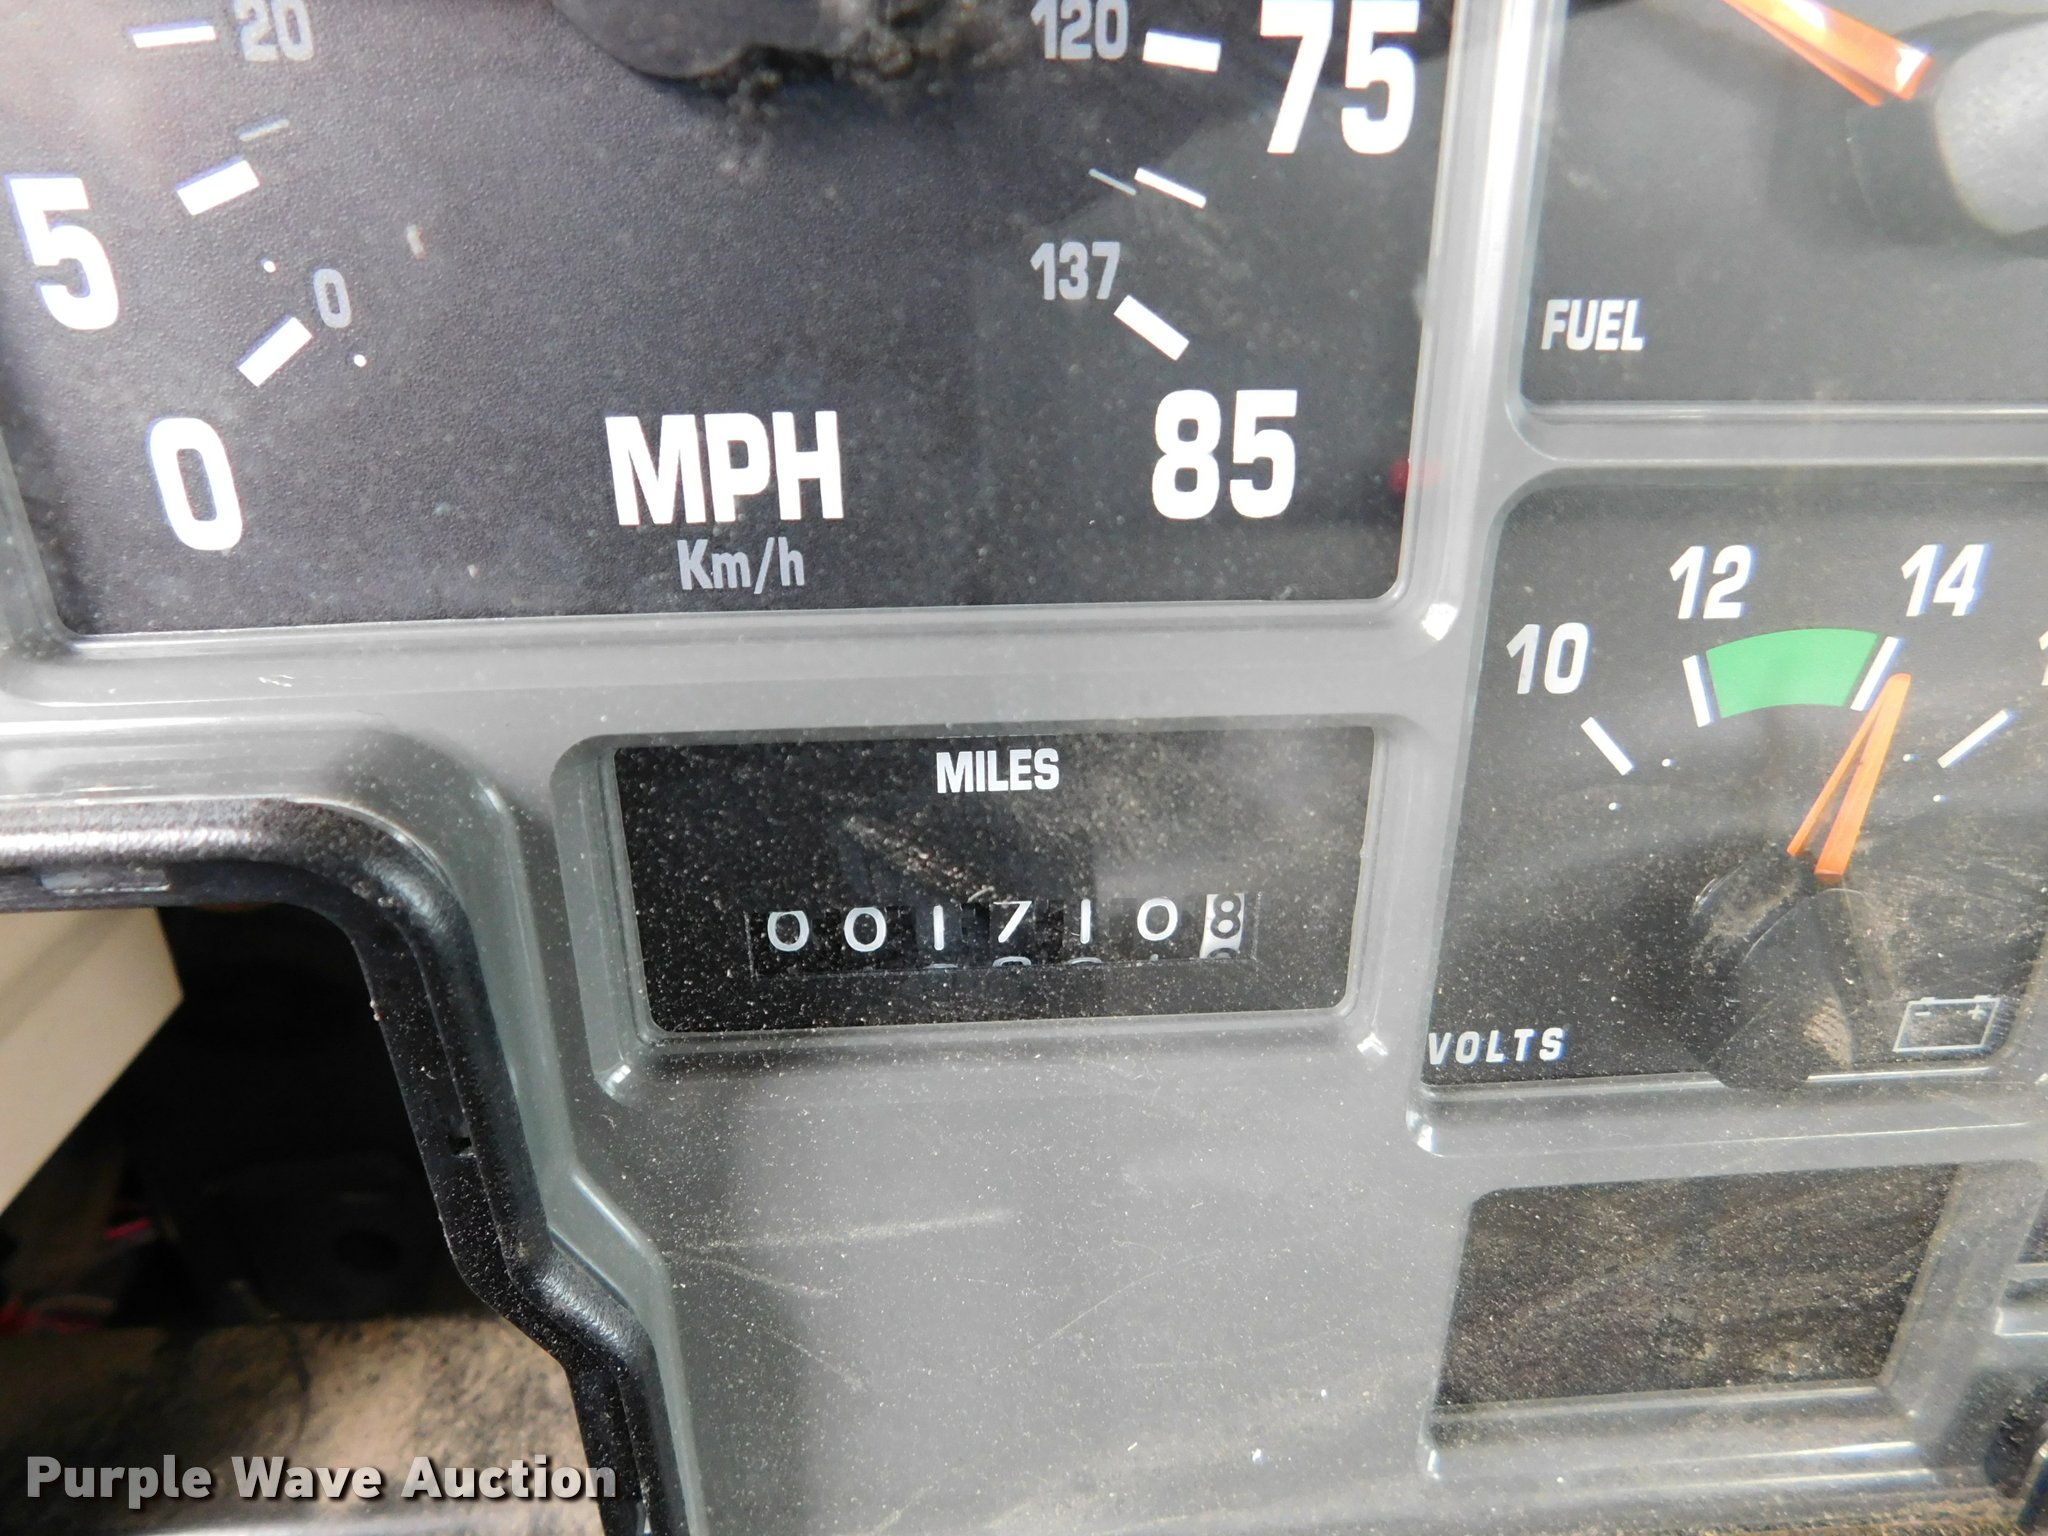 20
120
75
5
0
137
0
MPH
85
Km/h
FUEL
12
14
10
MILES
0017108
VOLTS
- +
Purple Wave Auction